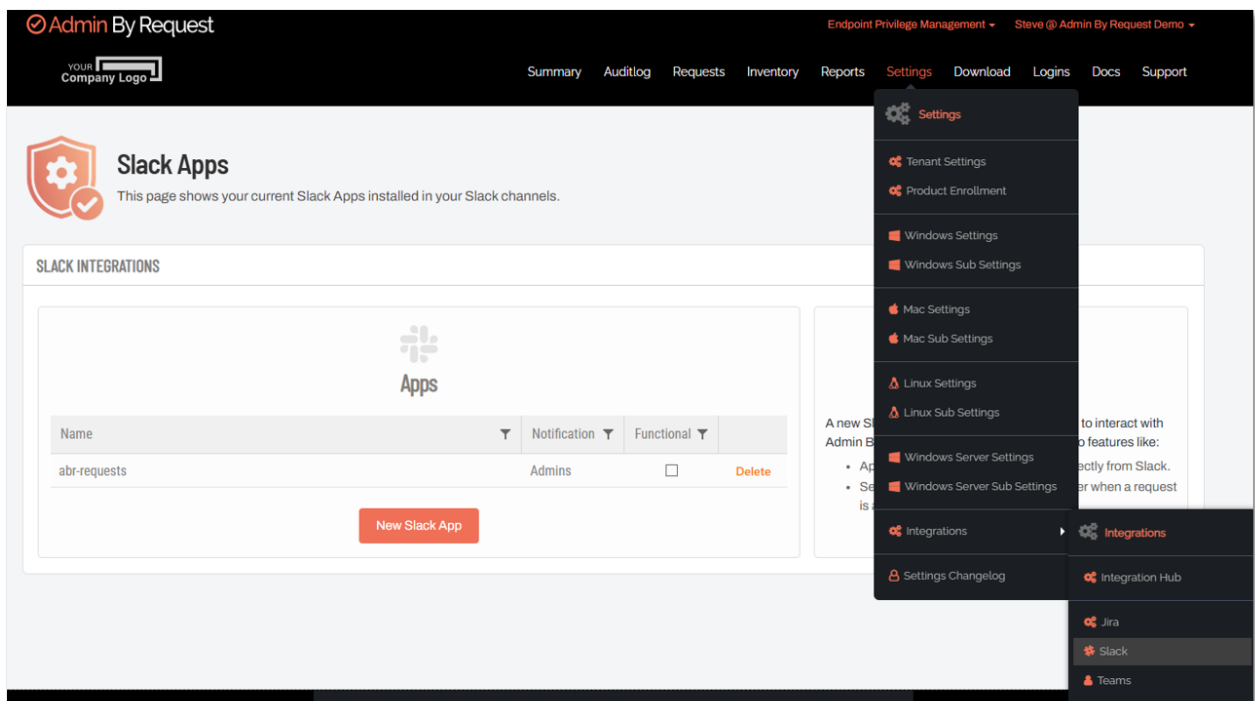 Admin By Request
Endpoint Privilege Management
Steve @ Admin By Request Demo
YOUR
Company Logo
Summary Auditlog Requests Inventory Reports Settings Download Logins Docs Support
Settings
Tenant Settings
Product Enrollment
Windows Settings
Windows Sub Settings
Mac Settings
Mac Sub Settings
Linux Settings
Linux Sub Settings
Windows Server Settings
Windows Server Sub Settings
Integrations
Settings Changelog
Integrations
Integration Hub
Jira
Slack
Teams
Slack Apps
This page shows your current Slack Apps installed in your Slack channels.
SLACK INTEGRATIONS
Apps
Name Notification Functional
abr-requests Admins Delete
New Slack App
A new to interact with
Admin features like:
from Slack.
when a request
is